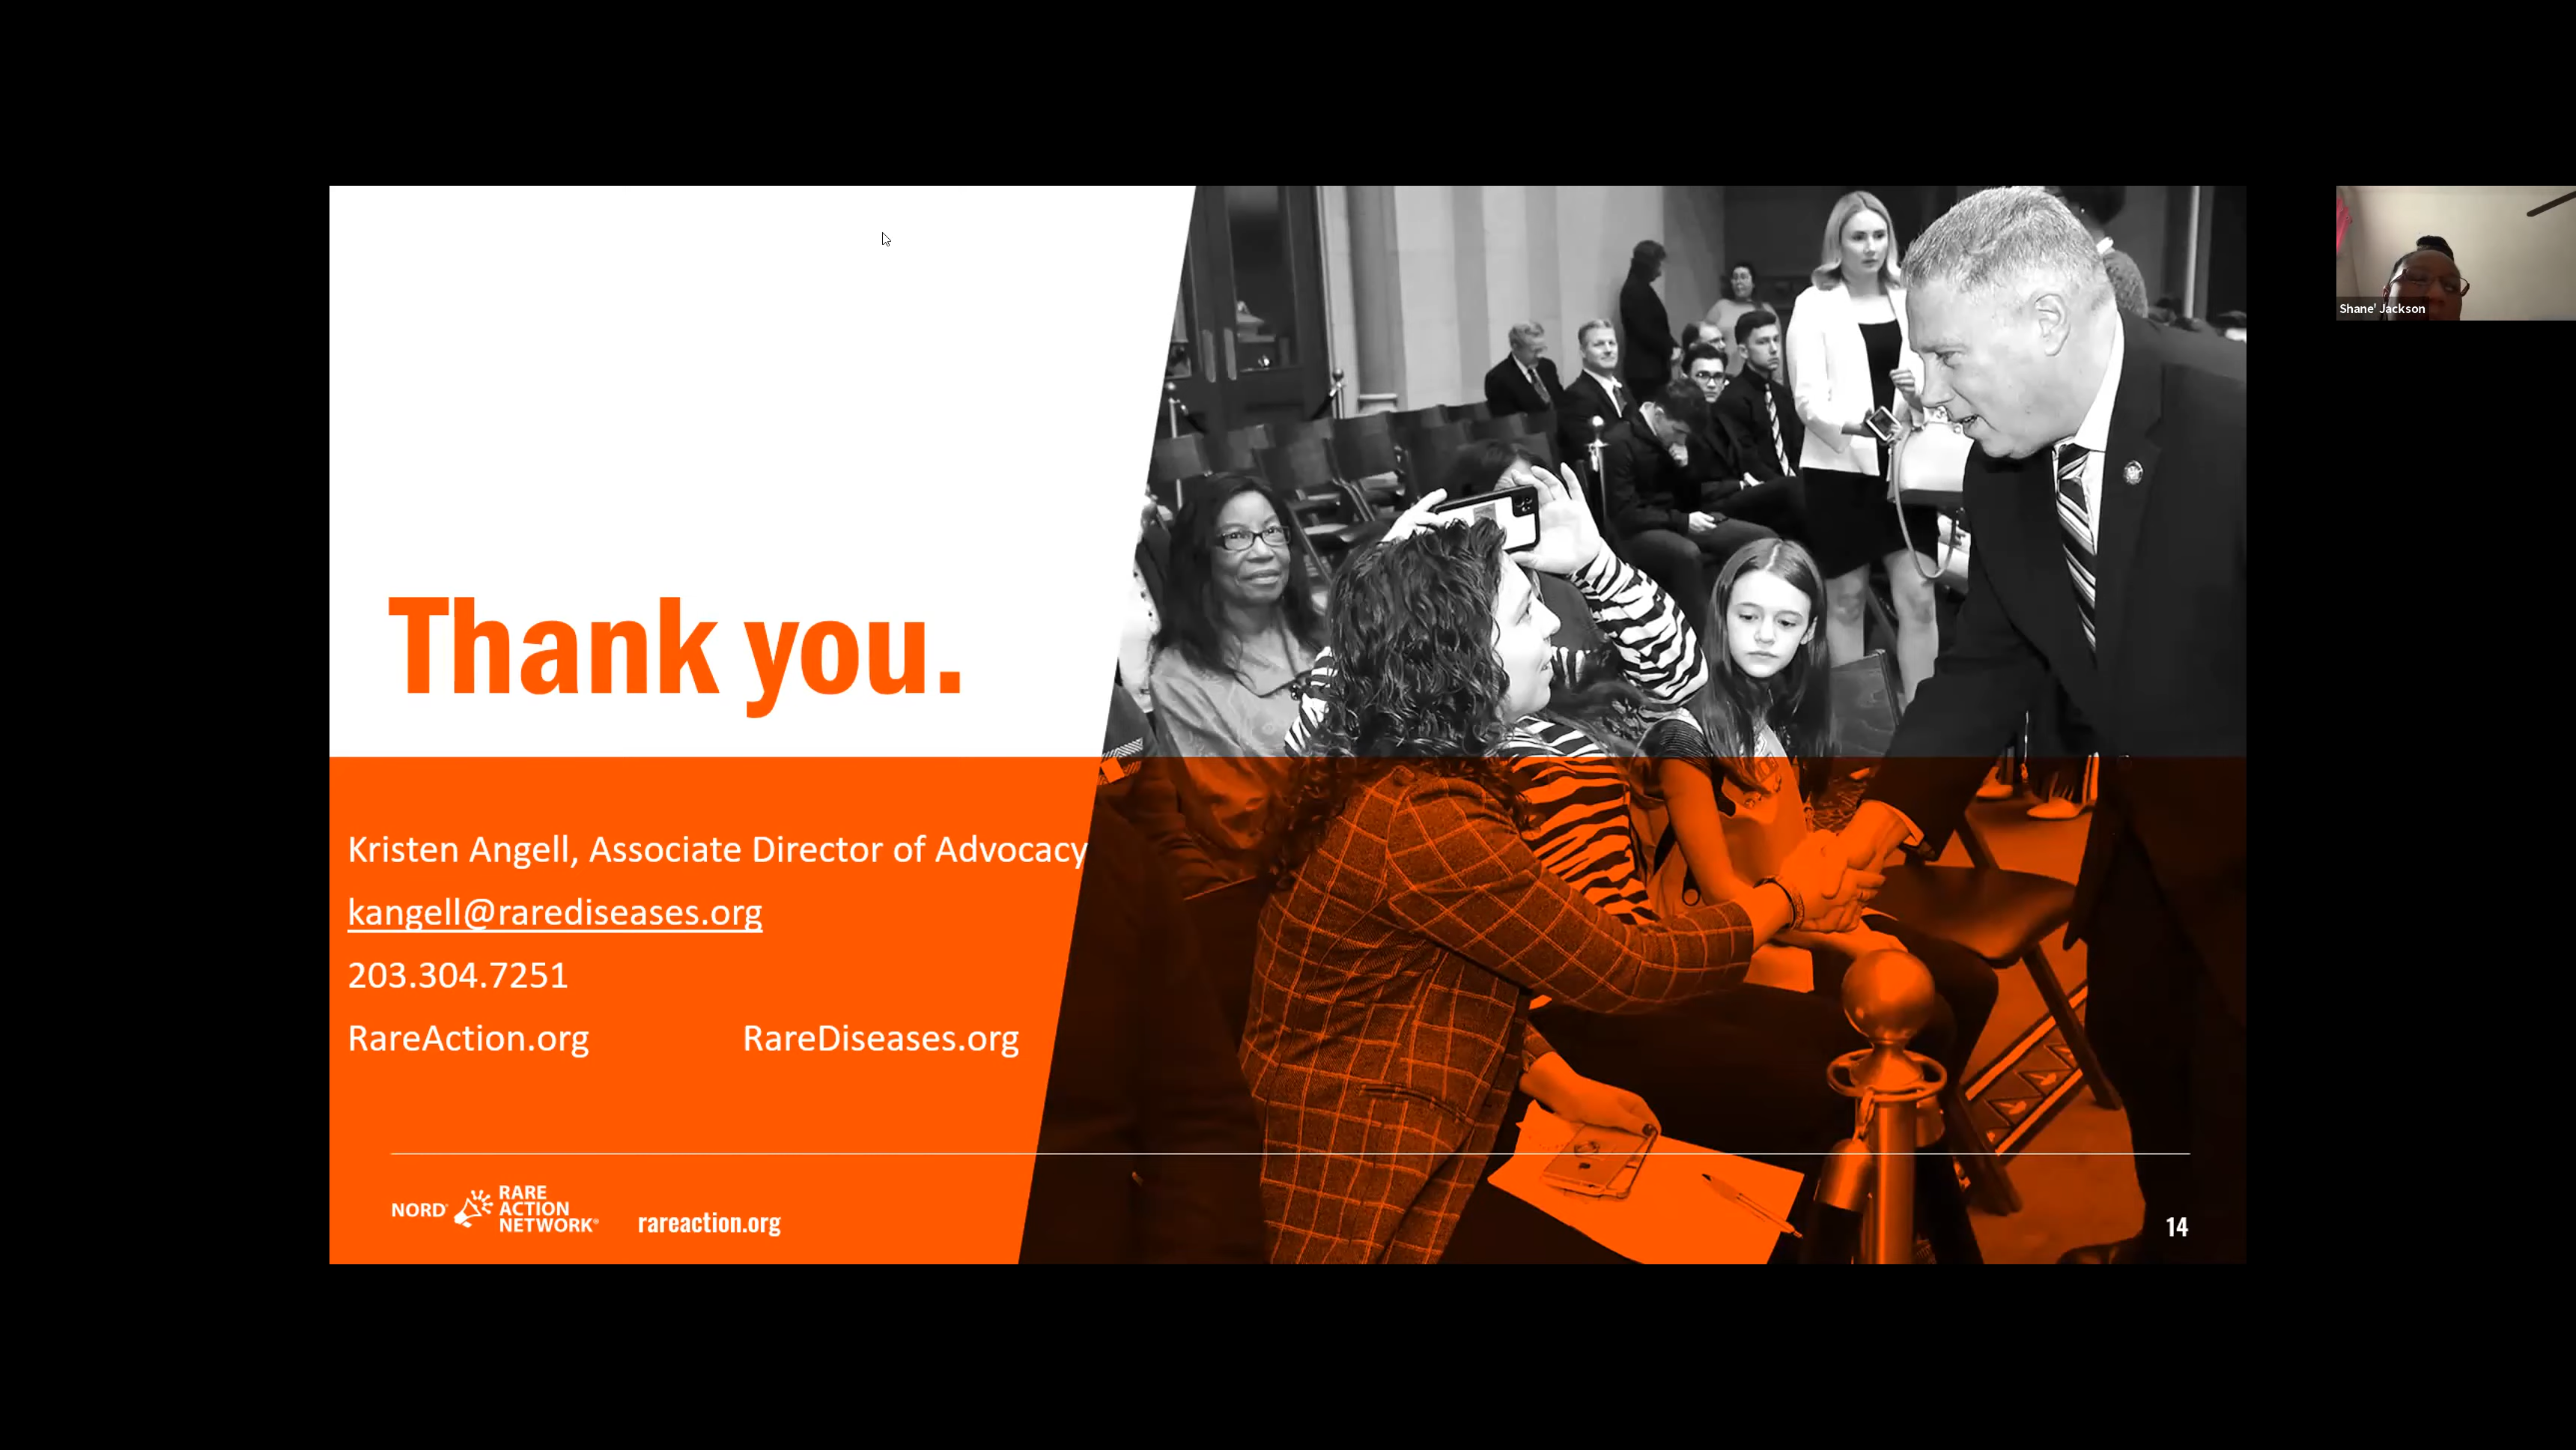 Thank you.
Kristen Angell, Associate Director of Advocacy
kangell@rarediseases.org
203.304.7251
RareAction.org RareDiseases.org
NORD® RARE
ACTION
NETWORK®
rareaction.org
14
Shane' Jackson